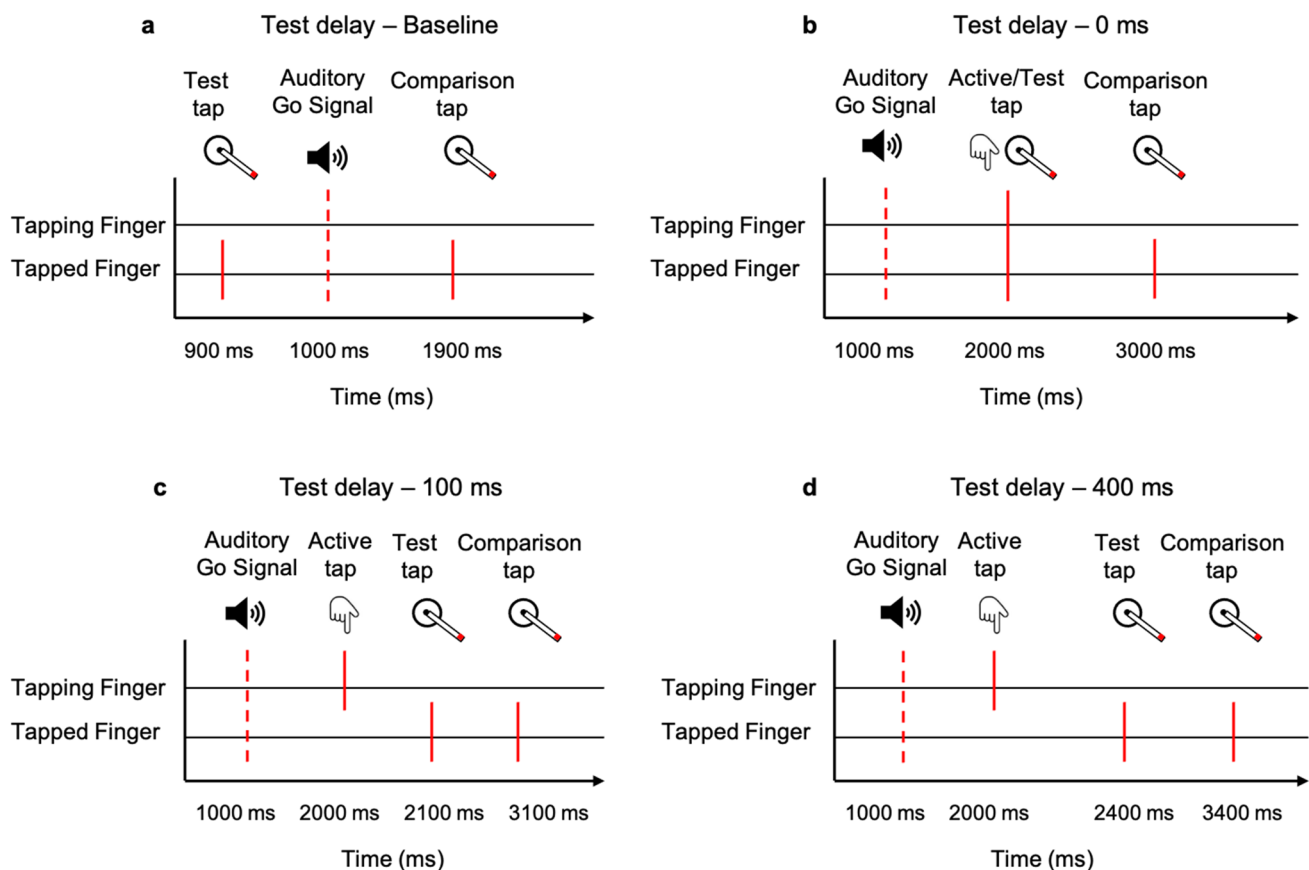 a Test delay – Baseline
Test tap
Auditory Go Signal
Comparison tap
Tapping Finger
Tapped Finger
900 ms 1000 ms 1900 ms
Time (ms)
b Test delay – 0 ms
Auditory Go Signal
Active/Test tap
Comparison tap
Tapping Finger
Tapped Finger
1000 ms 2000 ms 3000 ms
Time (ms)
c Test delay – 100 ms
Auditory Go Signal
Active tap
Test tap
Comparison tap
Tapping Finger
Tapped Finger
1000 ms 2000 ms 2100 ms 3100 ms
Time (ms)
d Test delay – 400 ms
Auditory Go Signal
Active tap
Test tap
Comparison tap
Tapping Finger
Tapped Finger
1000 ms 2000 ms 2400 ms 3400 ms
Time (ms)